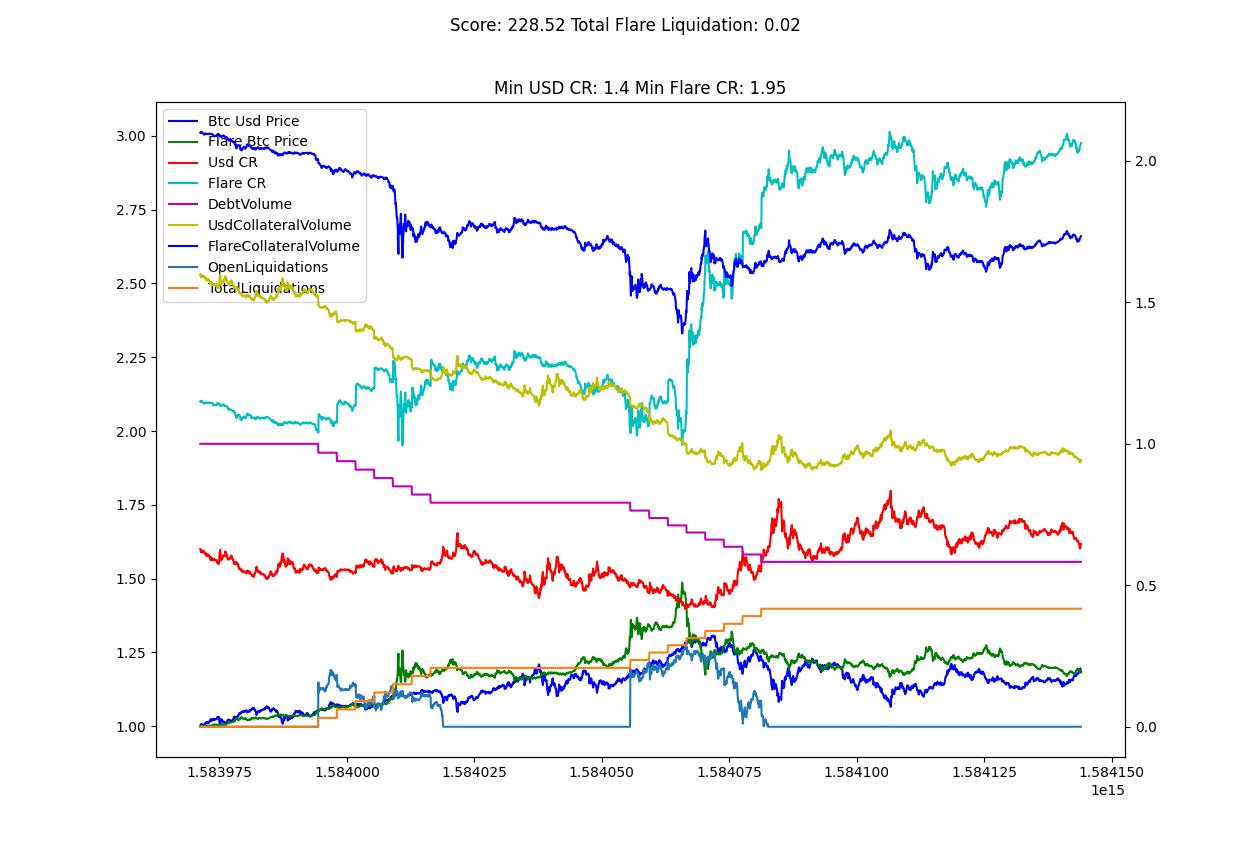 Score: 228.52 Total Flare Liquidation: 0.02
Min USD CR: 1.4 Min Flare CR: 1.95
Btc Usd Price
Flare Btc Price
Usd CR
Flare CR
DebtVolume
UsdCollateralVolume
FlareCollateralVolume
OpenLiquidations
TotalLiquidations
3.00
2.75
2.50
2.25
2.00
1.75
1.50
1.25
1.00
2.0
1.5
1.0
0.5
0.0
1.583975 1.584000 1.584025 1.584050 1.584075 1.584100 1.584125 1.584150
1e15